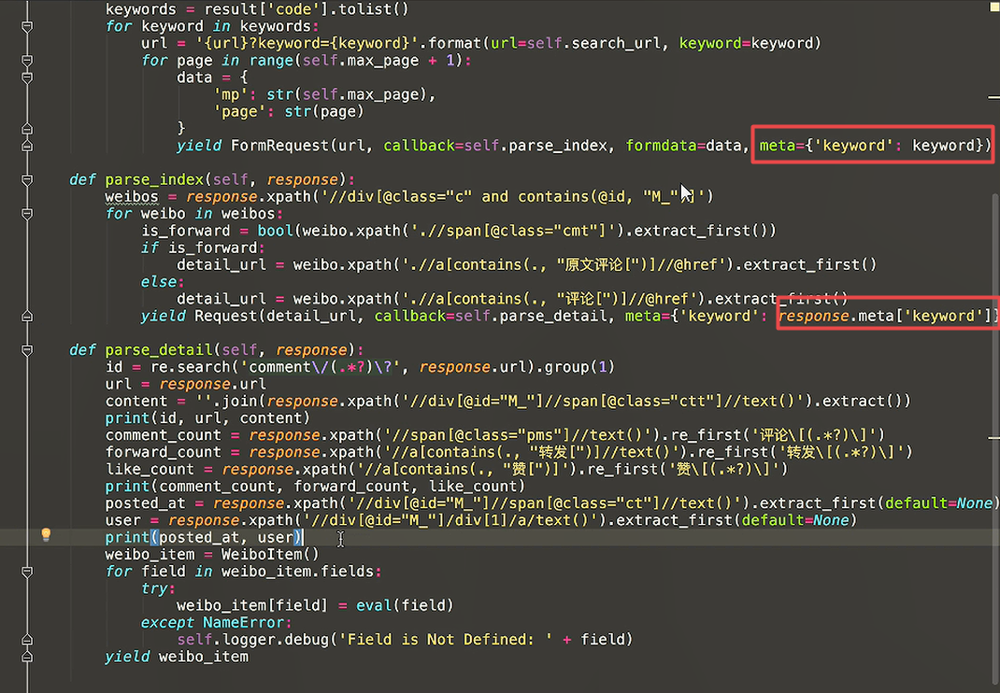 keywords = result['code'].tolist()
for keyword in keywords:
url = '{url}?keyword={keyword}'.format(url=self.search_url, keyword=keyword)
for page in range(self.max_page + 1):
data = {
'mp': str(self.max_page),
'page': str(page)
}
yield FormRequest(url, callback=self.parse_index, formdata=data, meta={'keyword': keyword})
def parse_index(self, response):
weibos = response.xpath('//div[@class="c" and contains(@id, "M_")]')
for weibo in weibos:
is_forward = bool(weibo.xpath('.//span[@class="cmt"]').extract_first())
if is_forward:
detail_url = weibo.xpath('.//a[contains(., "原文评论[")]//@href').extract_first()
else:
detail_url = weibo.xpath('.//a[contains(., "评论[")]//@href').extract_first()
yield Request(detail_url, callback=self.parse_detail, meta={'keyword': response.meta['keyword']}
def parse_detail(self, response):
id = re.search('comment\/(.*?)\?', response.url).group(1)
url = response.url
content = ''.join(response.xpath('//div[@id="M_"]//span[@class="ctt"]//text()').extract())
print(id, url, content)
comment_count = response.xpath('//span[@class="pms"]//text()').re_first('评论\[(.*?)\]')
forward_count = response.xpath('//a[contains(., "转发[")]//text()').re_first('转发\[(.*?)\]')
like_count = response.xpath('//a[contains(., "赞[")]').re_first('赞\[(.*?)\]')
print(comment_count, forward_count, like_count)
posted_at = response.xpath('//div[@id="M_"]//span[@class="ct"]//text()').extract_first(default=None)
user = response.xpath('//div[@id="M_"]/div[1]/a/text()').extract_first(default=None)
print(posted_at, user)
weibo_item = WeiboItem()
for field in weibo_item.fields:
try:
weibo_item[field] = eval(field)
except NameError:
self.logger.debug('Field is Not Defined: ' + field)
yield weibo_item